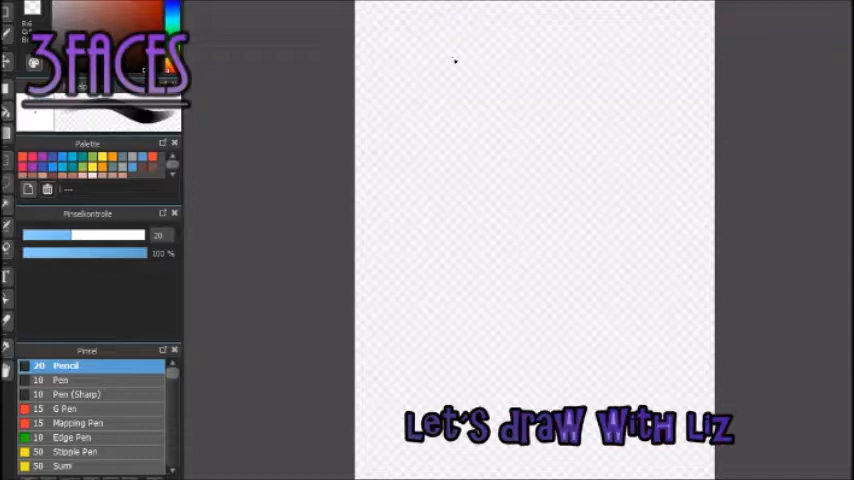 3FACES
Palette
---
Pinselkontrolle
20
100 %
Pinsel
20 Pencil
10 Pen
10 Pen (Sharp)
15 G Pen
15 Mapping Pen
10 Edge Pen
50 Stipple Pen
50 Sumi
Let's draw with Liz